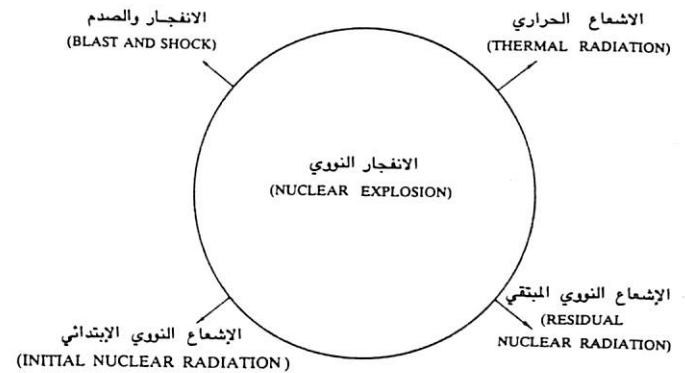 الانفجار والصدم
(BLAST AND SHOCK)
الاشعاع الحراري
(THERMAL RADIATION)
الانفجار النووي
(NUCLEAR EXPLOSION)
الإشعاع النووي الإبتدائي
(INITIAL NUCLEAR RADIATION)
الإشعاع النووي المبتقي
(RESIDUAL
NUCLEAR RADIATION)